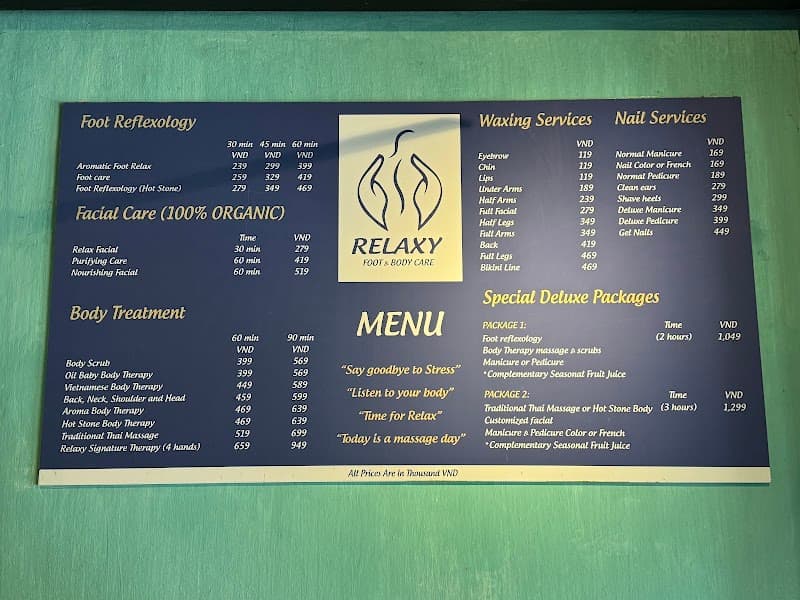 Foot Reflexology
30 min 45 min 60 min
VND VND VND
Aromatic Foot Relax 239 299 399
Foot care 259 329 419
Foot Reflexology (Hot Stone) 279 349 469
Facial Care (100% ORGANIC)
Time VND
Relax Facial 30 min 279
Purifying Care 60 min 419
Nourishing Facial 60 min 519
Body Treatment
60 min 90 min
VND VND
Body Scrub 399 569
Oil Baby Body Therapy 399 569
Vietnamese Body Therapy 449 589
Back, Neck, Shoulder and Head 459 599
Aroma Body Therapy 469 639
Hot Stone Body Therapy 469 639
Traditional Thai Massage 519 699
Relaxy Signature Therapy (4 hands) 659 949
RELAXY
FOOT & BODY CARE
MENU
"Say goodbye to Stress"
"Listen to your body"
"Time for Relax"
"Today is a massage day"
Waxing Services
VND
Eyebrow 119
Chin 119
Lips 119
Under Arms 189
Half Arms 239
Full Facial 279
Half Legs 349
Full Arms 349
Back 419
Full Legs 469
Bikini Line 469
Nail Services
VND
Normal Manicure 169
Nail Color or French 169
Normal Pedicure 189
Clean ears 279
Shave heels 299
Deluxe Manicure 349
Deluxe Pedicure 399
Gel Nails 449
Special Deluxe Packages
PACKAGE 1: Time VND
Foot reflexology (2 hours) 1,049
Body Therapy massage & scrubs
Manicure or Pedicure
*Complementary Seasonal Fruit Juice
PACKAGE 2: Time VND
Traditional Thai Massage or Hot Stone Body (3 hours) 1,299
Customized facial
Manicure & Pedicure Color or French
*Complementary Seasonal Fruit Juice
All Prices Are In Thousand VND